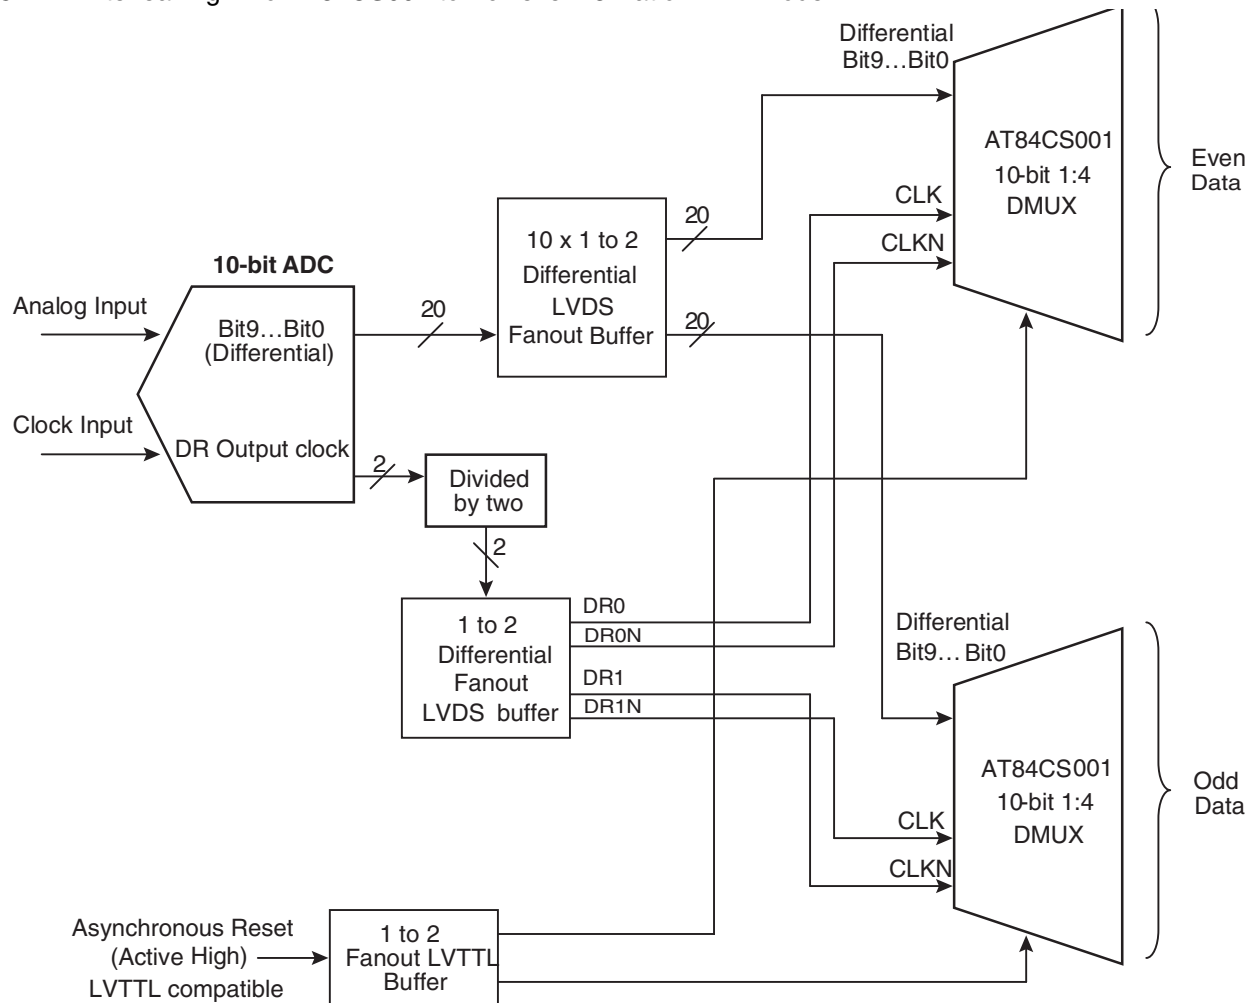 Differential
Bit9...Bit0
AT84CS001
10-bit 1:4
DMUX
Even
Data
CLK
CLKN
20
10 x 1 to 2
Differential
LVDS
Fanout Buffer
20
10-bit ADC
Analog Input
Bit9...Bit0
(Differential)
20
Clock Input
DR Output clock
2
Divided
by two
2
1 to 2
Differential
Fanout
LVDS buffer
DR0
DR0N
DR1
DR1N
Differential
Bit9...Bit0
AT84CS001
10-bit 1:4
DMUX
Odd
Data
CLK
CLKN
Asynchronous Reset
(Active High)
LVTTL compatible
1 to 2
Fanout LVTTL
Buffer